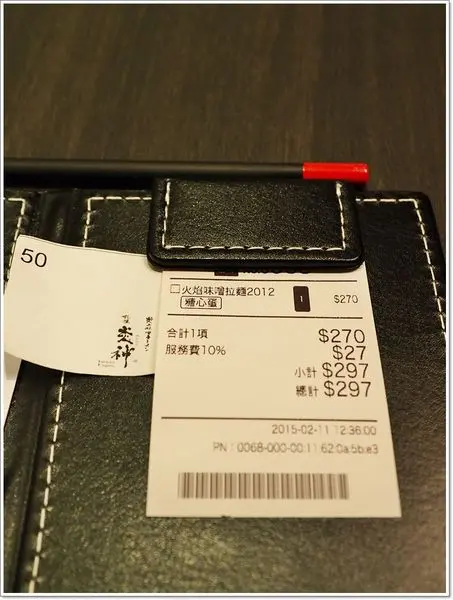 50
炎神
火焰味噌拉麵2012 1 $270
糖心蛋
合計1項 $270
服務費10% $27
小計 $297
總計 $297
2015-02-11 12:36:00
PN : 0068-000-00:11:62:0a:5b:e3